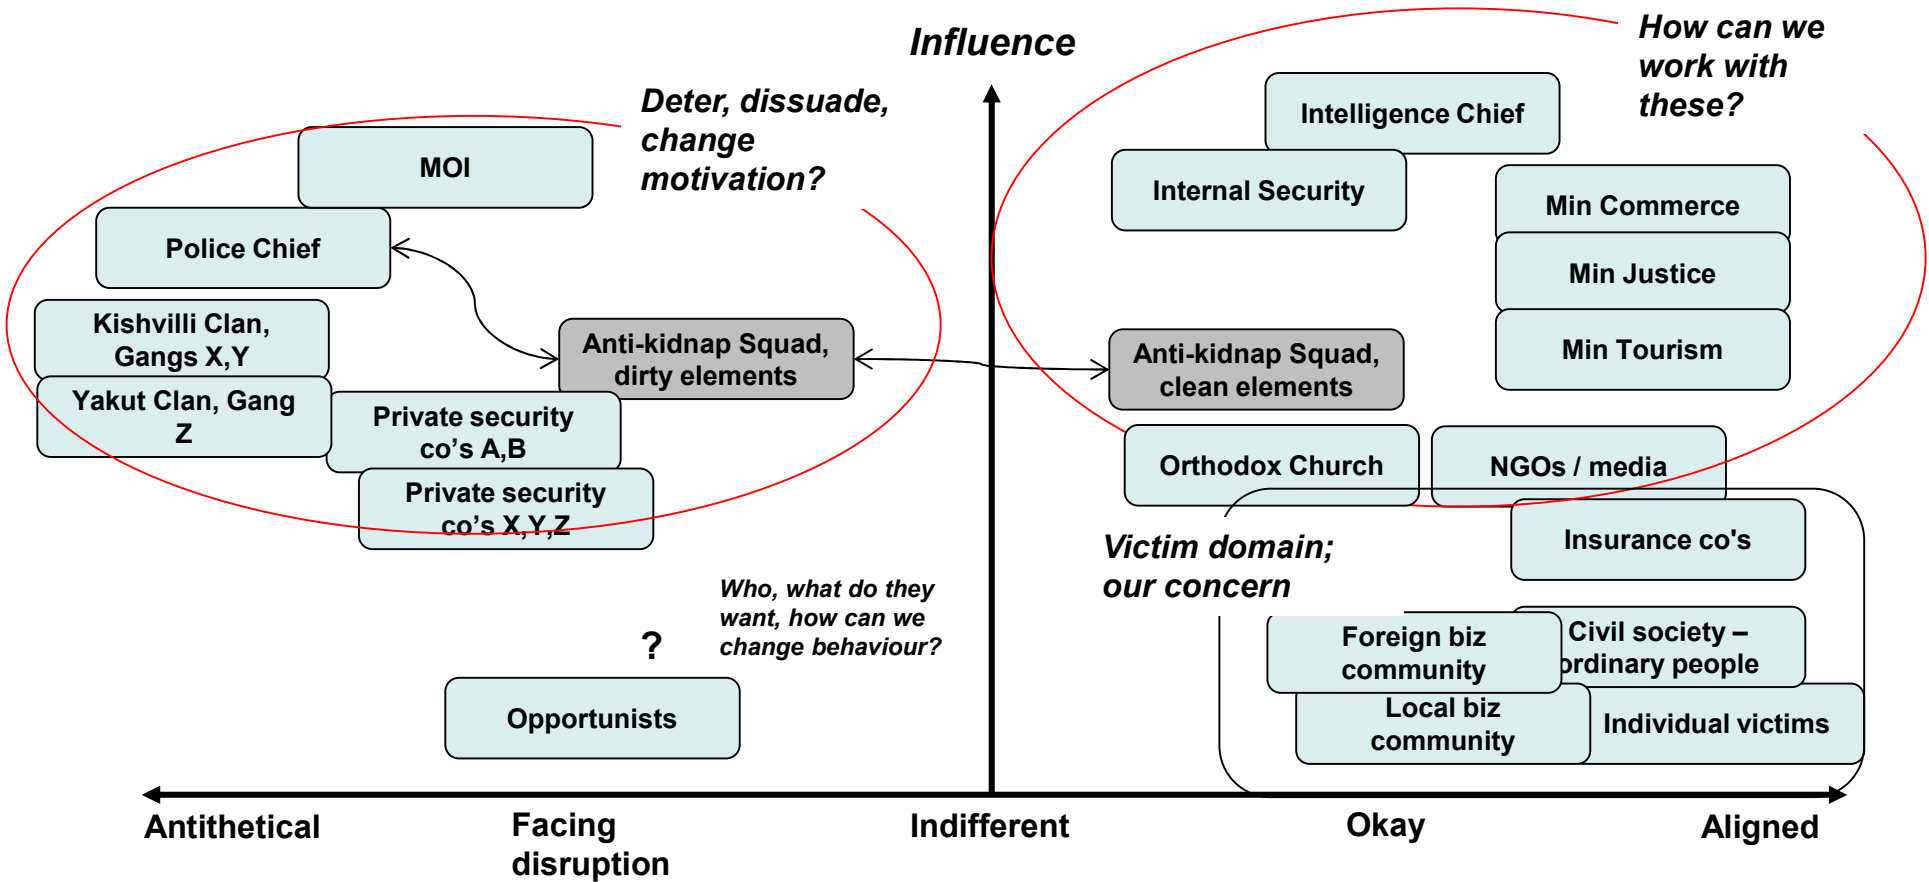 Influence
How can we
work with
these?
Deter, dissuade,
change
motivation?
MOI
Police Chief
Kishvilli Clan,
Gangs X,Y
Yakut Clan, Gang
Z
Anti-kidnap Squad,
dirty elements
Private security
co’s A,B
Private security
co’s X,Y,Z
Intelligence Chief
Internal Security
Min Commerce
Min Justice
Min Tourism
Anti-kidnap Squad,
clean elements
Orthodox Church
NGOs / media
Victim domain;
our concern
Insurance co's
Foreign biz
community
Civil society –
ordinary people
Local biz
community
Individual victims
Who, what do they
want, how can we
change behaviour?
?
Opportunists
Antithetical
Facing
disruption
Indifferent
Okay
Aligned